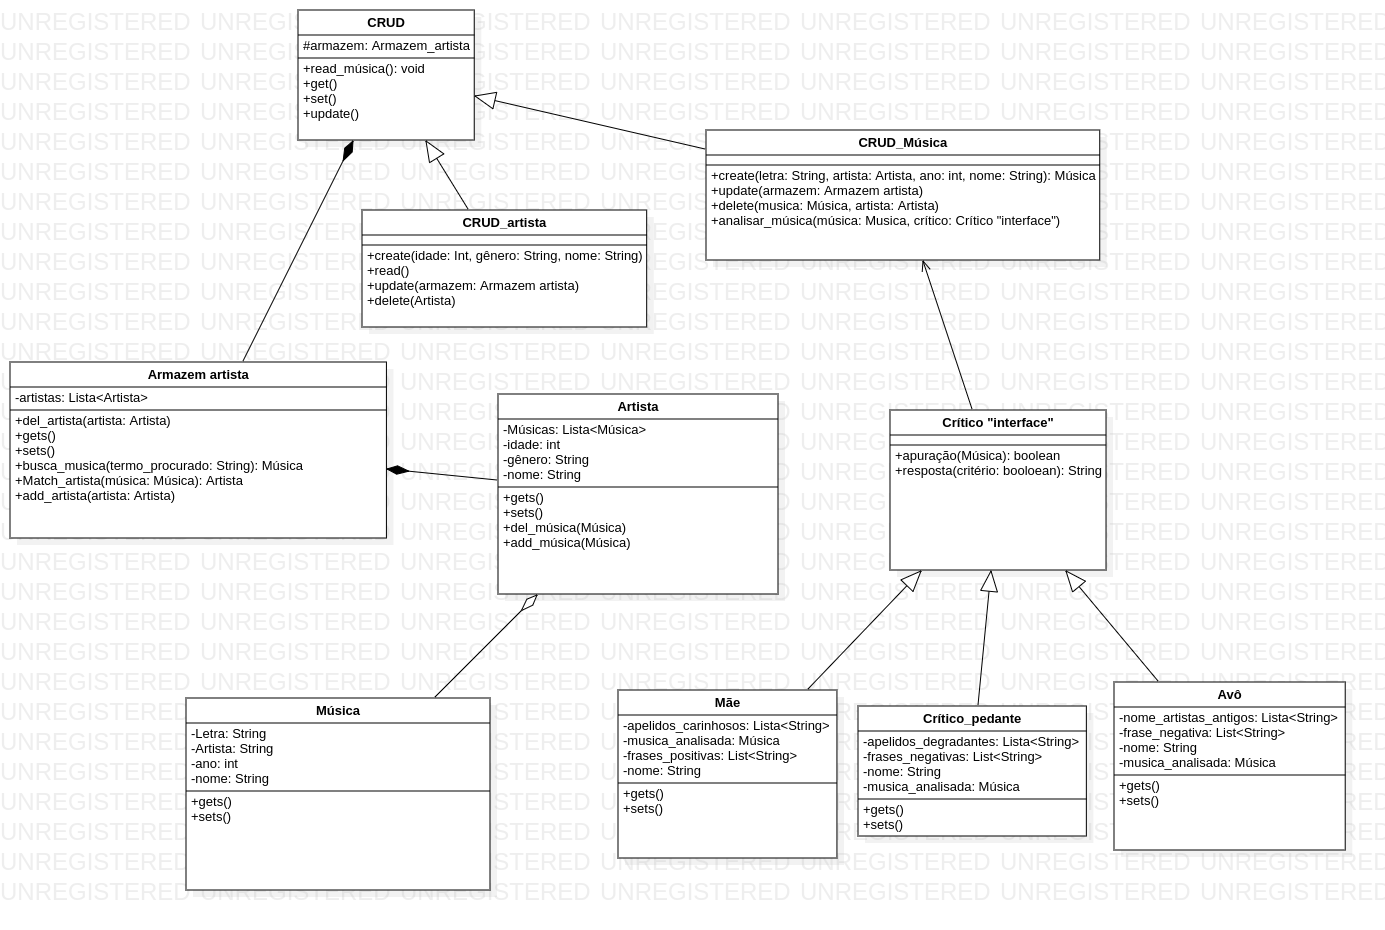 CRUD
#armazem: Armazem_artista
+read_música(): void
+get()
+set()
+update()
CRUD_Música
+create(letra: String, artista: Artista, ano: int, nome: String): Música
+update(armazem: Armazem artista)
+delete(musica: Música, artista: Artista)
+analisar_música(música: Musica, crítico: Crítico "interface")
CRUD_artista
+create(idade: Int, gênero: String, nome: String)
+read()
+update(armazem: Armazem artista)
+delete(Artista)
Armazem artista
-artistas: Lista<Artista>
+del_artista(artista: Artista)
+gets()
+sets()
+busca_musica(termo_procurado: String): Música
+Match_artista(música: Música): Artista
+add_artista(artista: Artista)
Artista
-Músicas: Lista<Música>
-idade: int
-gênero: String
-nome: String
+gets()
+sets()
+del_música(Música)
+add_música(Música)
Crítico "interface"
+apuração(Música): boolean
+resposta(critério: booloean): String
Música
-Letra: String
-Artista: String
-ano: int
-nome: String
+gets()
+sets()
Mãe
-apelidos_carinhosos: Lista<String>
-musica_analisada: Música
-frases_positivas: List<String>
-nome: String
+gets()
+sets()
Crítico_pedante
-apelidos_degradantes: Lista<String>
-frases_negativas: List<String>
-nome: String
-musica_analisada: Música
+gets()
+sets()
Avô
-nome_artistas_antigos: Lista<String>
-frase_negativa: List<String>
-nome: String
-musica_analisada: Música
+gets()
+sets()
UNREGISTERED